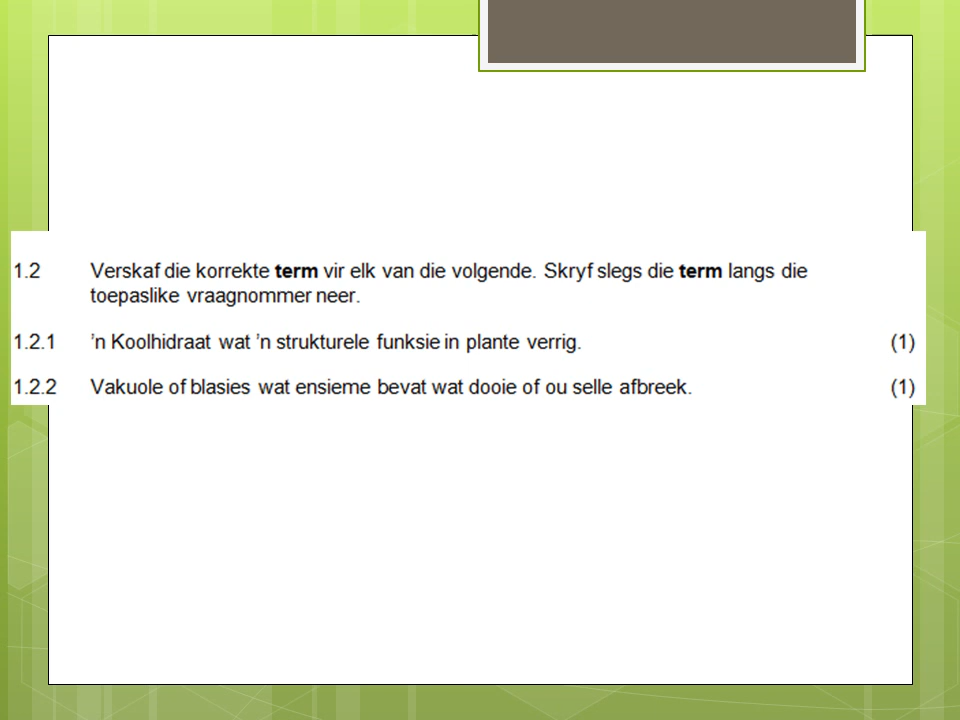 1.2 Verskaf die korrekte term vir elk van die volgende. Skryf slegs die term langs die
toepaslike vraagnommer neer.
1.2.1 ’n Koolhidraat wat ’n strukturele funksie in plante verrig. (1)
1.2.2 Vakuole of blasies wat ensieme bevat wat dooie of ou selle afbreek. (1)